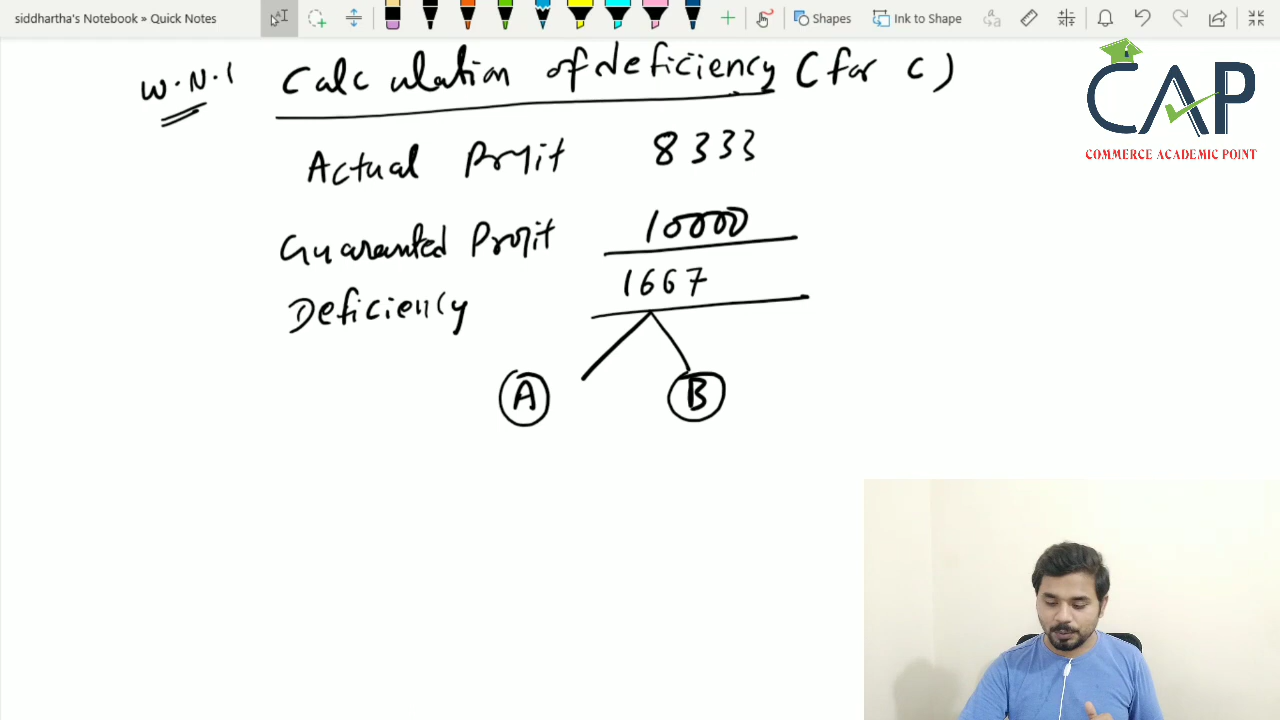 siddhartha's Notebook » Quick Notes
Shapes
Ink to Shape
W.N.1 Calculation of deficiency (for c)
CAP
COMMERCE ACADEMIC POINT
Actual Profit 8333
Guaranted Profit 10000
Deficiency 1667
A B